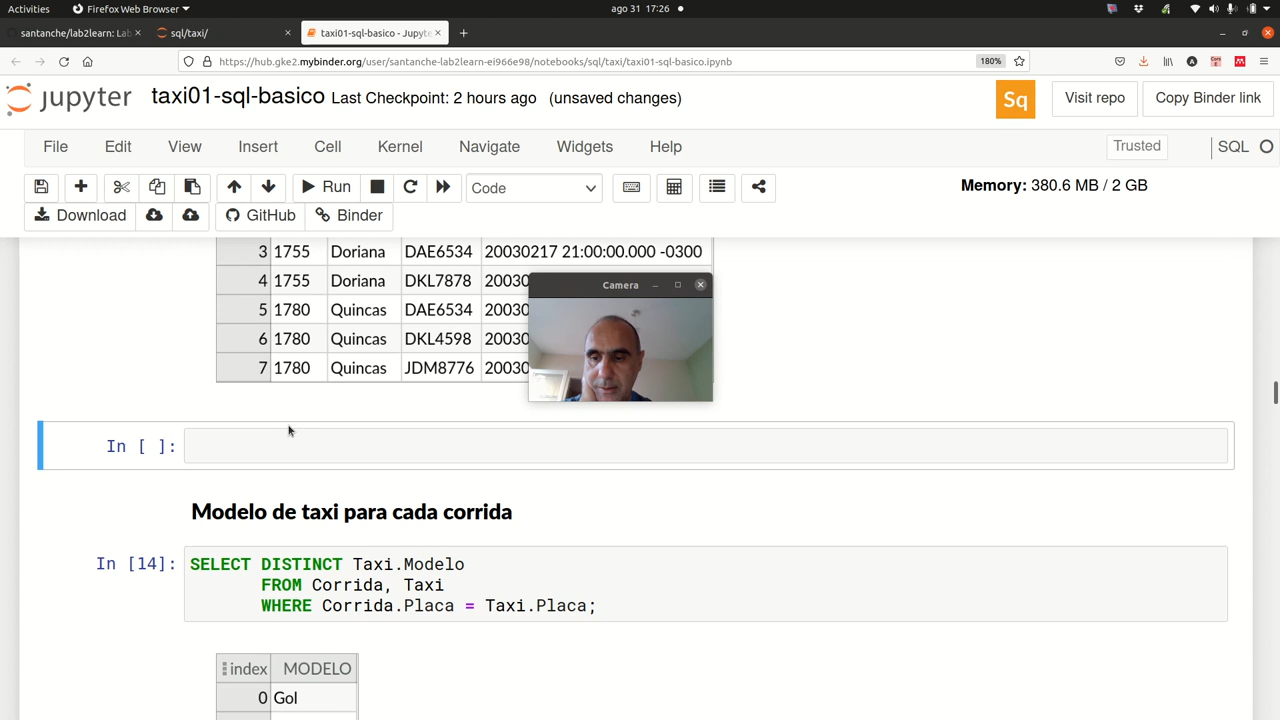 Activities Firefox Web Browser ago 31 17:26
santanche/lab2learn: Lab sql/taxi/ taxi01-sql-basico - Jupyte
https://hub.gke2.mybinder.org/user/santanche-lab2learn-ei966e98/notebooks/sql/taxi/taxi01-sql-basico.ipynb 180%
jupyter taxi01-sql-basico Last Checkpoint: 2 hours ago (unsaved changes) Sq Visit repo Copy Binder link
File Edit View Insert Cell Kernel Navigate Widgets Help Trusted SQL
Run Code Memory: 380.6 MB / 2 GB
Download GitHub Binder
3 1755 Doriana DAE6534 20030217 21:00:00.000 -0300
4 1755 Doriana DKL7878 20030
Camera
5 1780 Quincas DAE6534 20030
6 1780 Quincas DKL4598 20030
7 1780 Quincas JDM8776 20030
In [ ]:
Modelo de taxi para cada corrida
In [14]: SELECT DISTINCT Taxi.Modelo
FROM Corrida, Taxi
WHERE Corrida.Placa = Taxi.Placa;
index MODELO
0 Gol